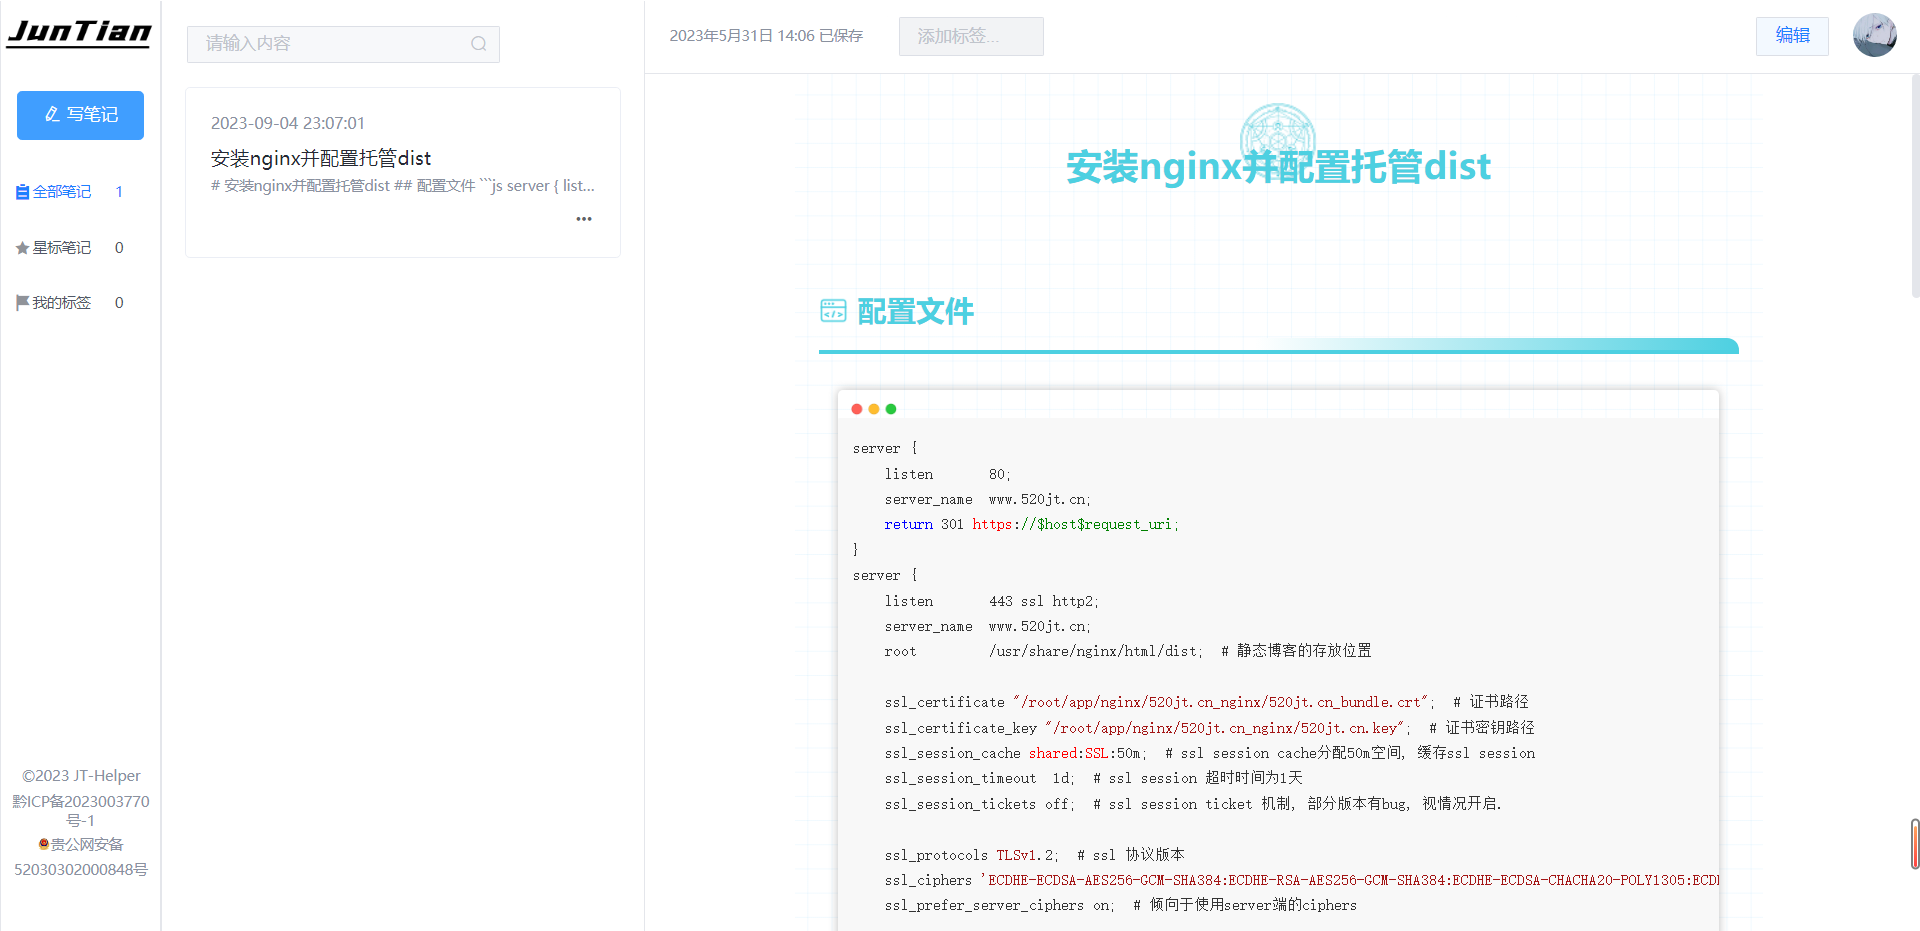 JunTian
写笔记
全部笔记 1
星标笔记 0
我的标签 0
©2023 JT-Helper
黔ICP备2023003770
号-1
贵公网安备
52030302000848号
请输入内容
2023-09-04 23:07:01
安装nginx并配置托管dist
# 安装nginx并配置托管dist ## 配置文件 ```js server { list...
2023年5月31日 14:06 已保存
添加标签...
编辑
安装nginx并配置托管dist
配置文件
server {
    listen       80;
    server_name  www.520jt.cn;
    return 301 https://$host$request_uri;
}
server {
    listen       443 ssl http2;
    server_name  www.520jt.cn;
    root         /usr/share/nginx/html/dist;  # 静态博客的存放位置
    ssl_certificate "/root/app/nginx/520jt.cn_nginx/520jt.cn_bundle.crt";  # 证书路径
    ssl_certificate_key "/root/app/nginx/520jt.cn_nginx/520jt.cn.key";  # 证书密钥路径
    ssl_session_cache shared:SSL:50m;  # ssl session cache分配50m空间, 缓存ssl session
    ssl_session_timeout  1d;  # ssl session 超时时间为1天
    ssl_session_tickets off;  # ssl session ticket 机制, 部分版本有bug, 视情况开启.
    ssl_protocols TLSv1.2;  # ssl 协议版本
    ssl_ciphers 'ECDHE-ECDSA-AES256-GCM-SHA384:ECDHE-RSA-AES256-GCM-SHA384:ECDHE-ECDSA-CHACHA20-POLY1305:ECD
    ssl_prefer_server_ciphers on;  # 倾向于使用server端的ciphers